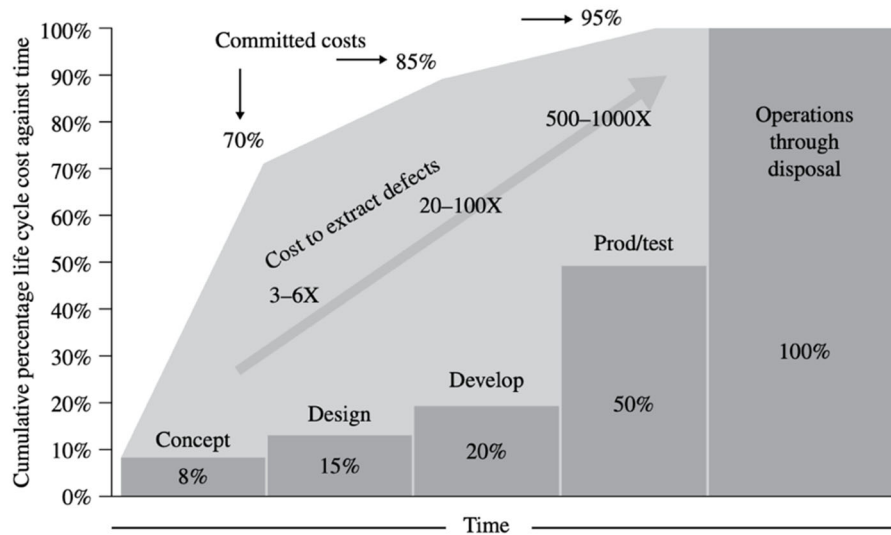 Cumulative percentage life cycle cost against time
100%
90%
80%
70%
60%
50%
40%
30%
20%
10%
0%
Committed costs
70%
85%
95%
Cost to extract defects
3–6X
20–100X
500–1000X
Concept
8%
Design
15%
Develop
20%
Prod/test
50%
Operations
through
disposal
100%
Time